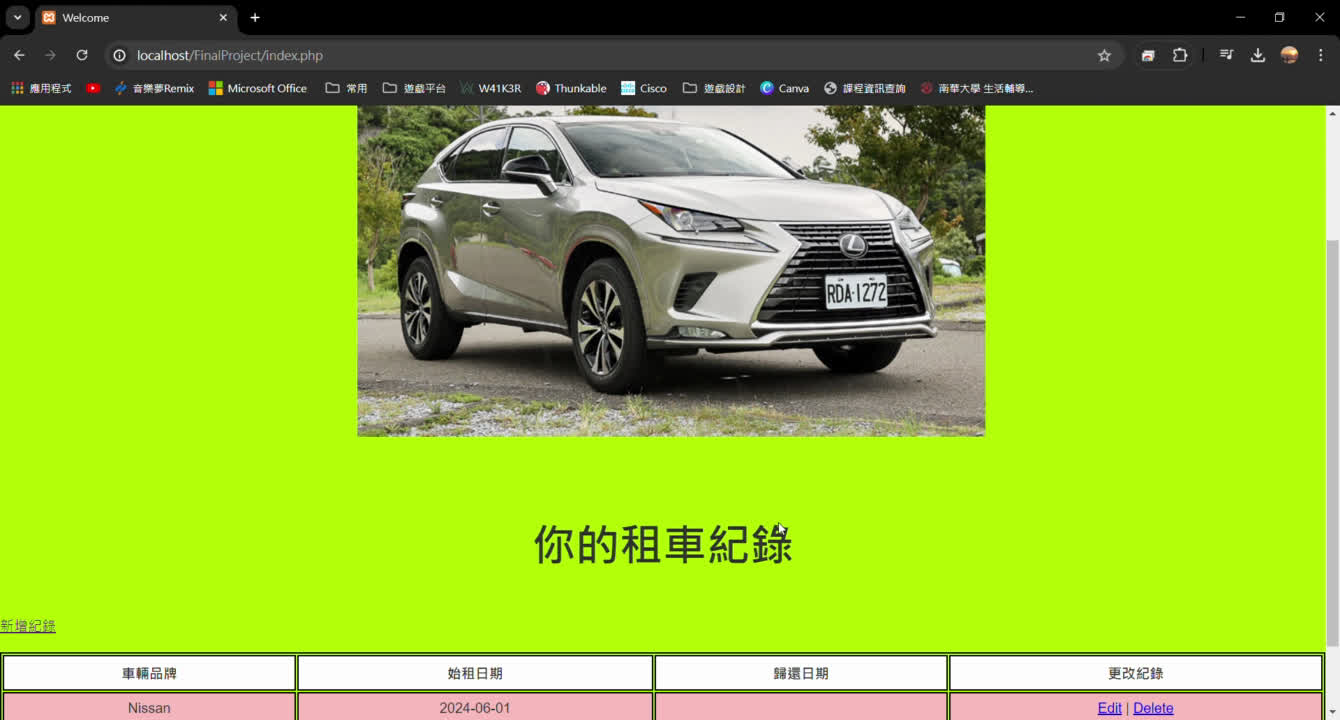 Welcome
localhost/FinalProject/index.php
應用程式 音樂夢Remix Microsoft Office 常用 遊戲平台 W41K3R Thunkable Cisco 遊戲設計 Canva 課程資訊查詢 南華大學 生活輔導...
RDA-1272
你的租車紀錄
新增紀錄
車輛品牌 始租日期 歸還日期 更改紀錄
Nissan 2024-06-01 Edit | Delete